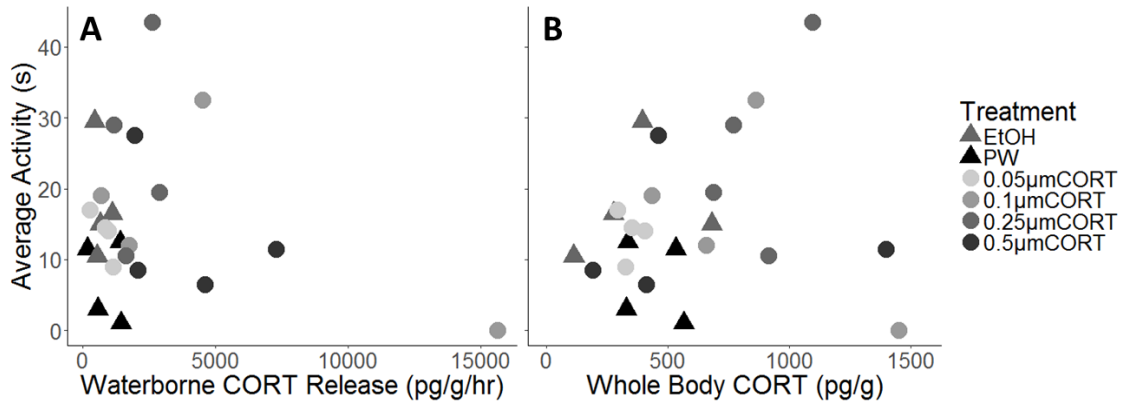 A
B
Average Activity (s)
40
30
20
10
0
0 5000 10000 15000
0 500 1000 1500
Waterborne CORT Release (pg/g/hr)
Whole Body CORT (pg/g)
Treatment
EtOH
PW
0.05µmCORT
0.1µmCORT
0.25µmCORT
0.5µmCORT